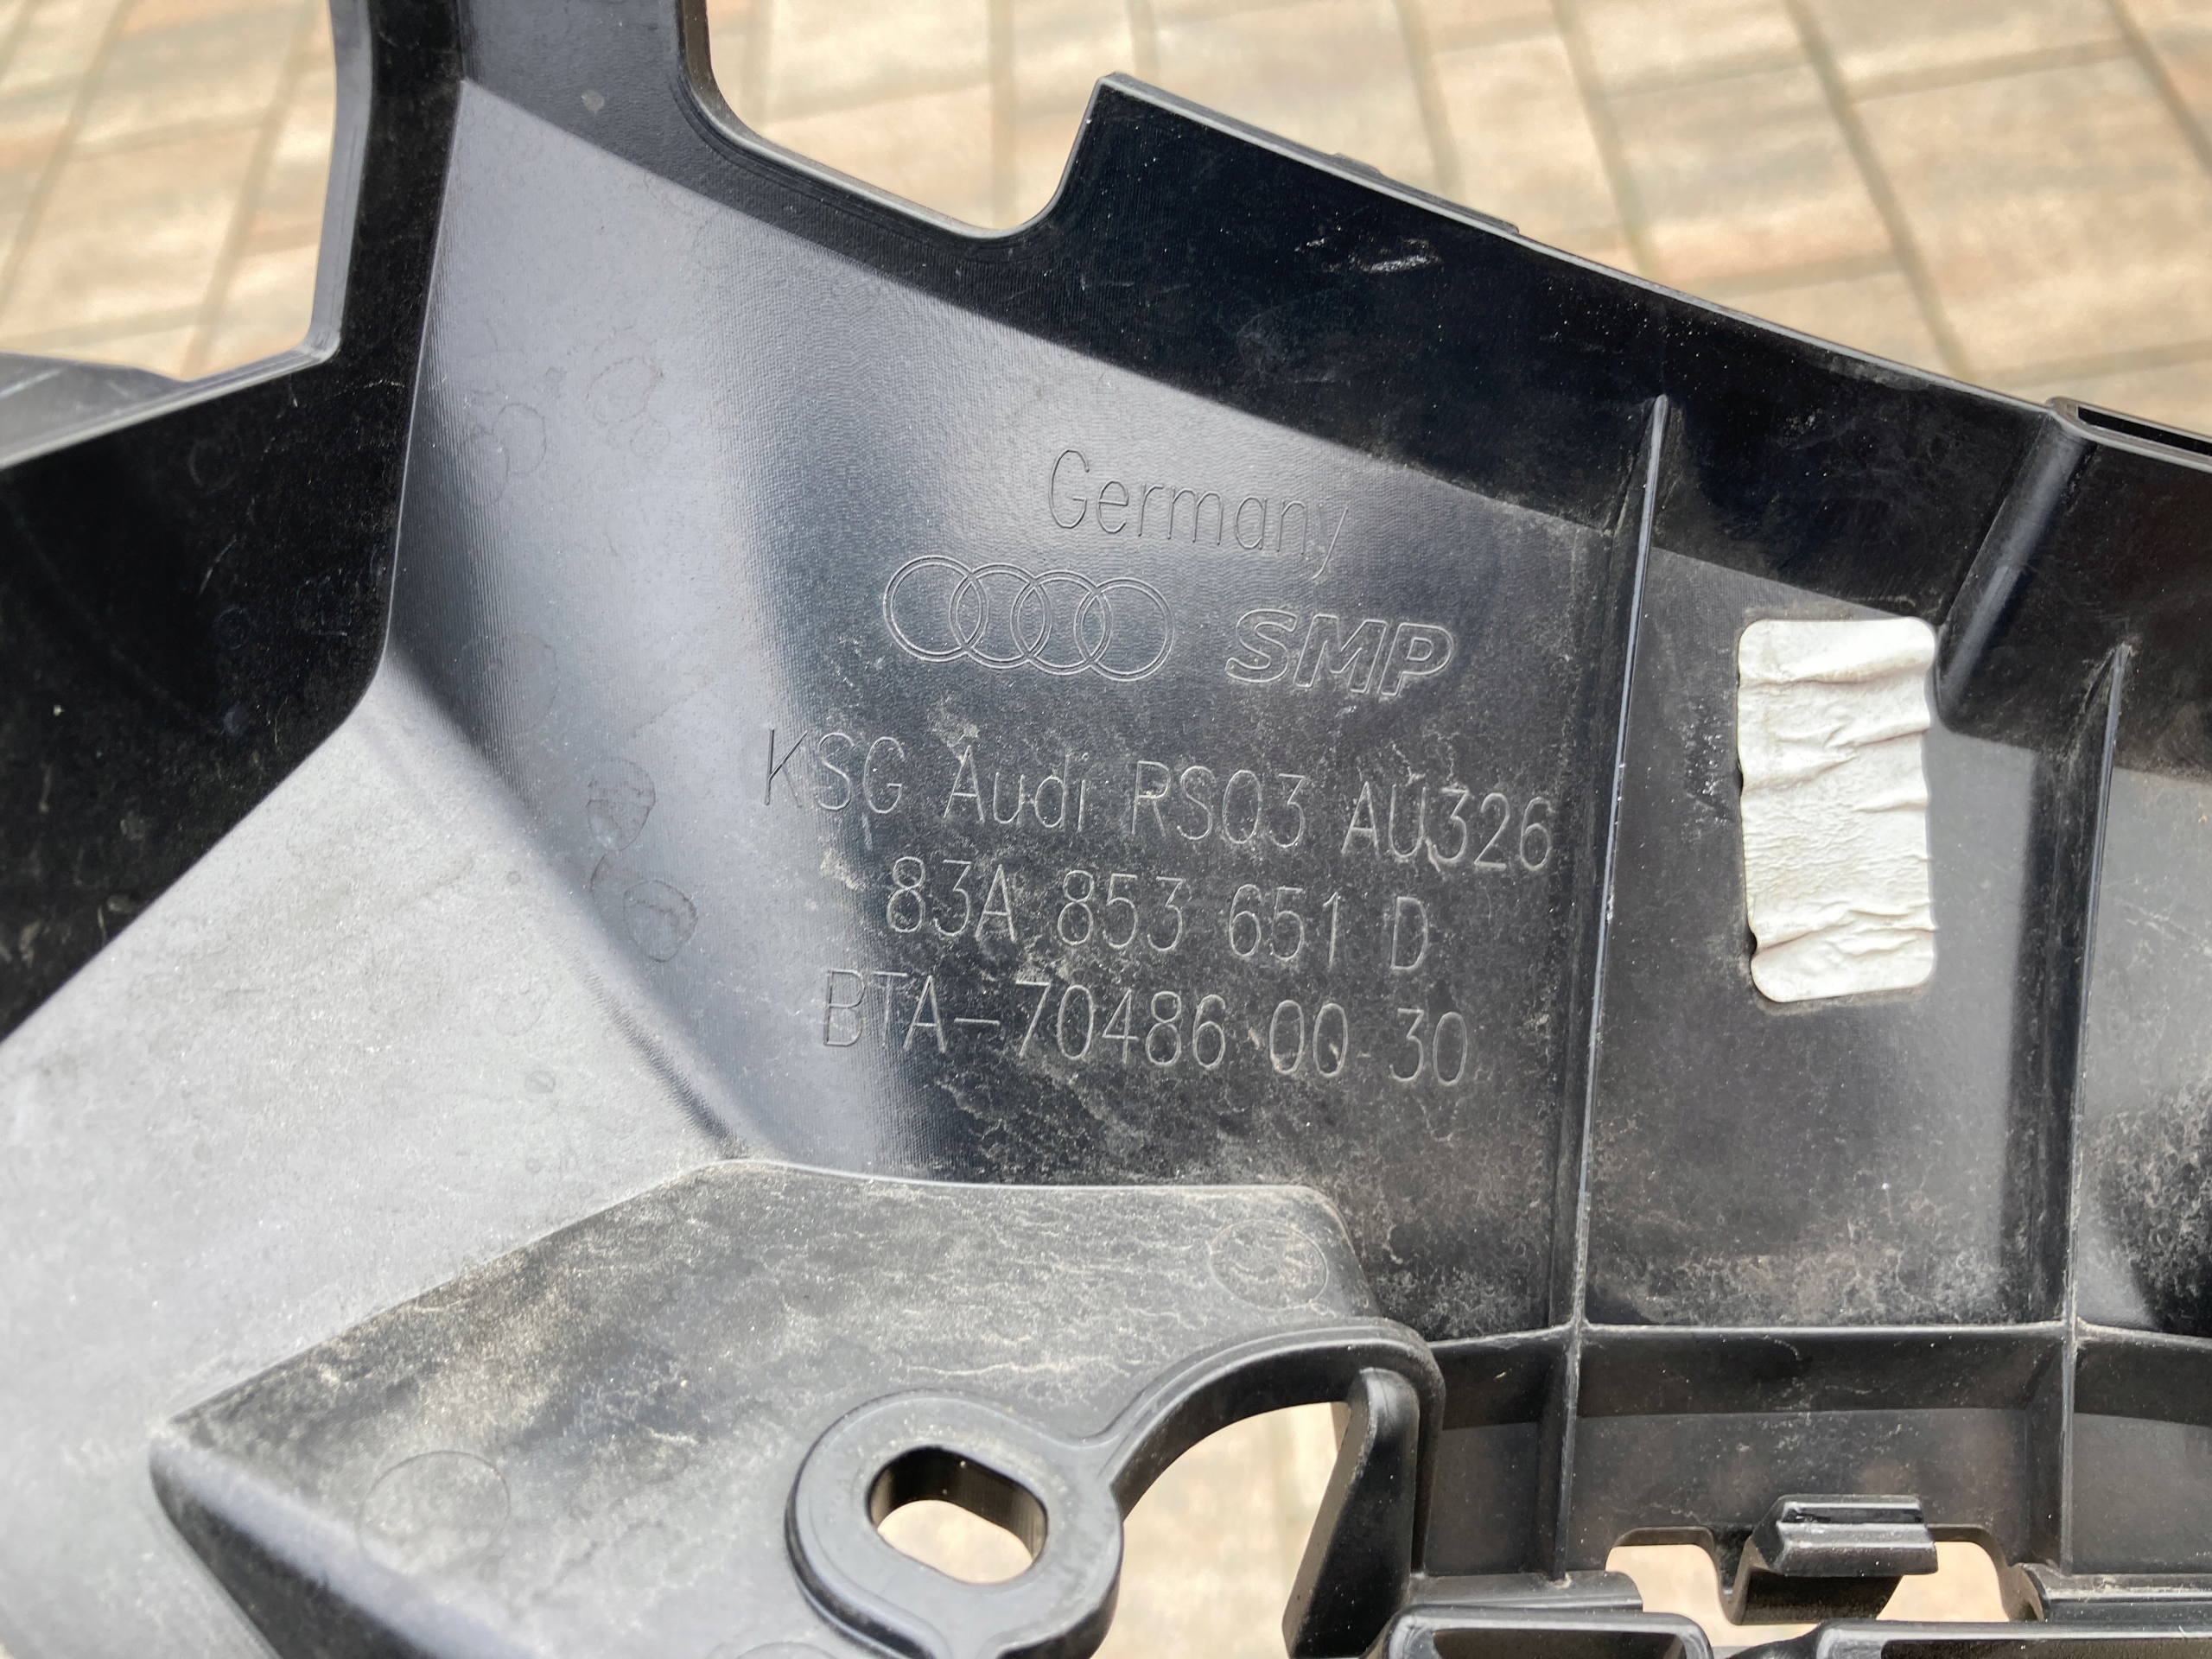 Germany
SMP
KSG Audi RSQ3 AU326
83A 853 651 D
BTA-70486 00 30